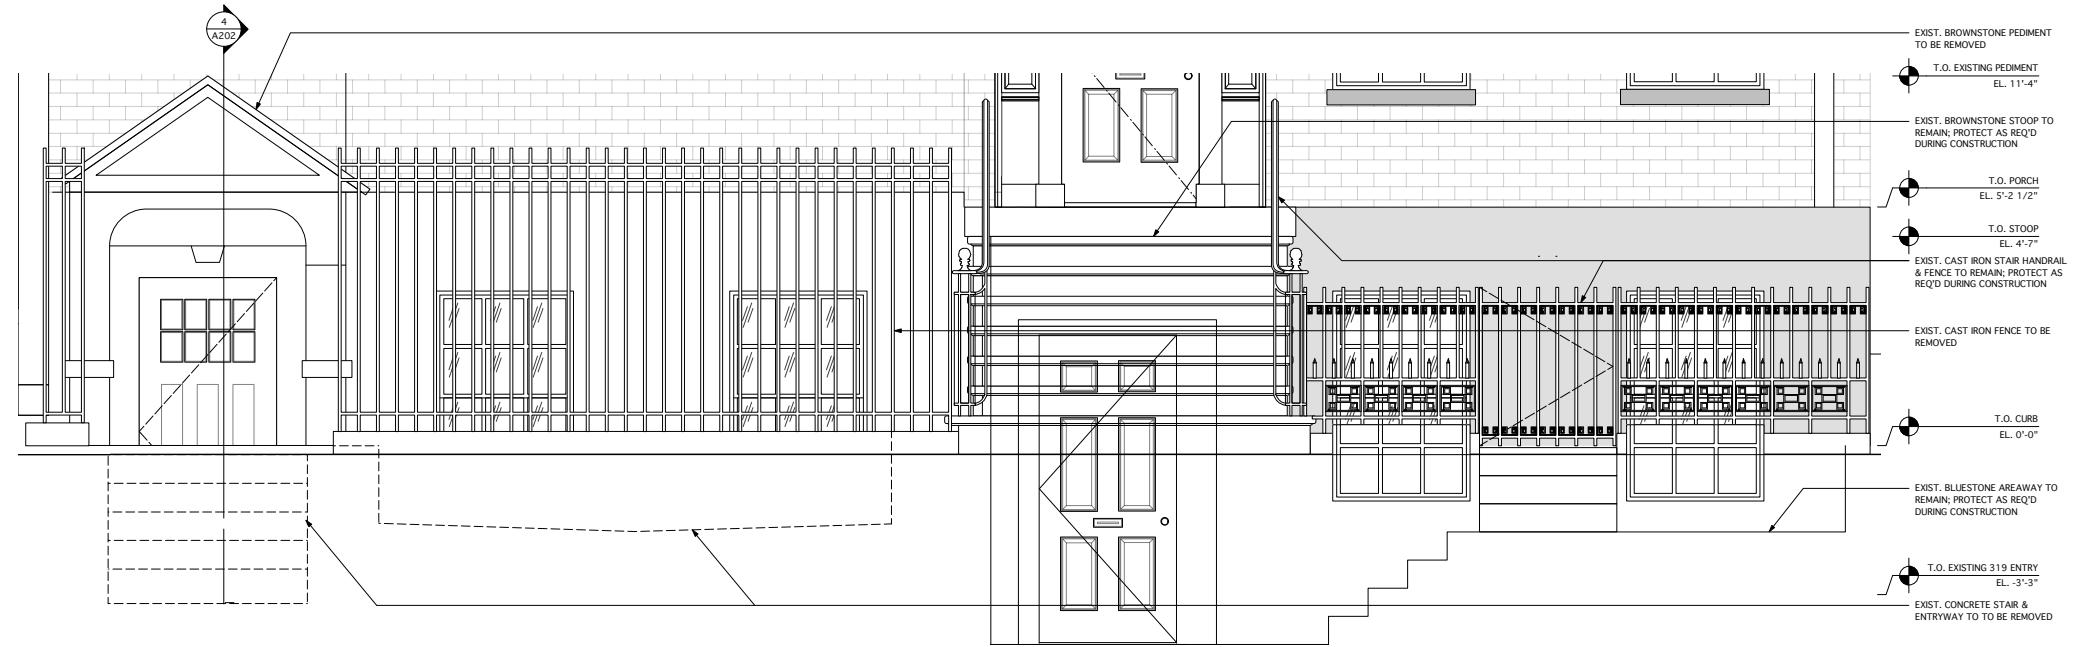 4
A202
EXIST. BROWNSTONE PEDIMENT
TO BE REMOVED
T.O. EXISTING PEDIMENT
EL. 11'-4"
EXIST. BROWNSTONE STOOP TO
REMAIN; PROTECT AS REQ'D
DURING CONSTRUCTION
T.O. PORCH
EL. 5'-2 1/2"
T.O. STOOP
EL. 4'-7"
EXIST. CAST IRON STAIR HANDRAIL
& FENCE TO REMAIN; PROTECT AS
REQ'D DURING CONSTRUCTION
EXIST. CAST IRON FENCE TO BE
REMOVED
T.O. CURB
EL. 0'-0"
EXIST. BLUESTONE AREAWAY TO
REMAIN; PROTECT AS REQ'D
DURING CONSTRUCTION
T.O. EXISTING 319 ENTRY
EL. -3'-3"
EXIST. CONCRETE STAIR &
ENTRYWAY TO TO BE REMOVED